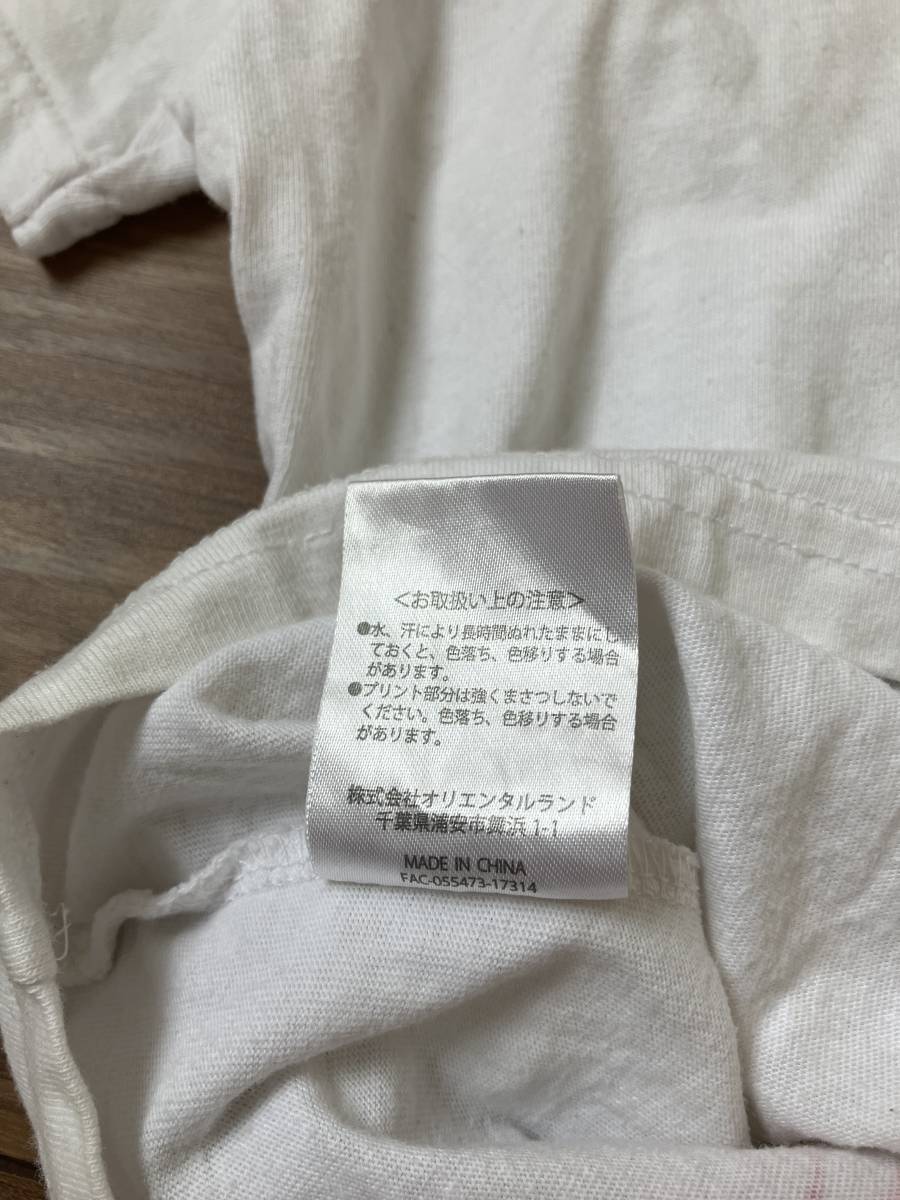 ＜お取扱い上の注意＞
●水、汗により長時間ぬれたままにし
ておくと、色落ち、色移りする場合
があります。
●プリント部分は強くまさつしないで
ください。色落ち、色移りする場合
があります。
株式会社オリエンタルランド
千葉県浦安市舞浜 1-1
MADE IN CHINA
FAC-055473-17314